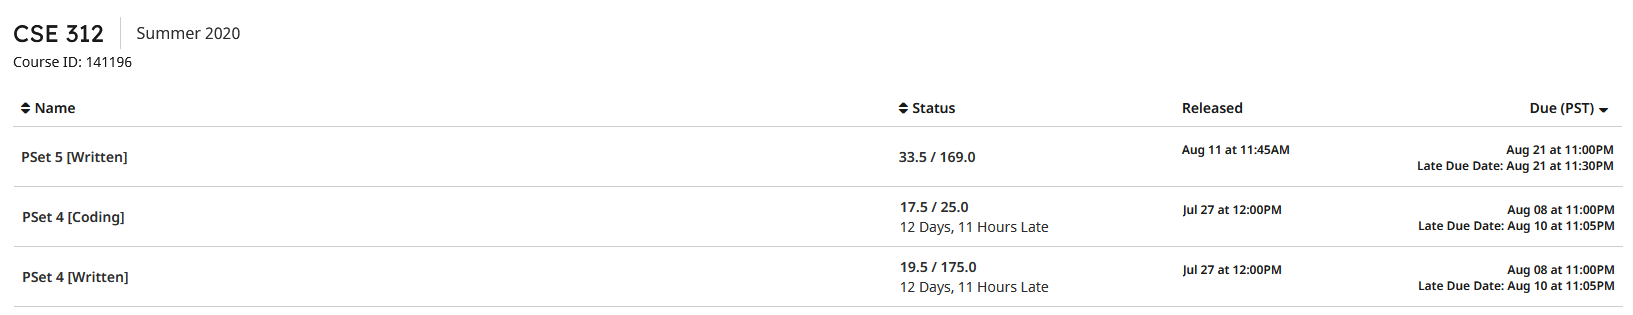 CSE 312 Summer 2020
Course ID: 141196
Name Status Released Due (PST)
PSet 5 [Written] 33.5 / 169.0 Aug 11 at 11:45AM Aug 21 at 11:00PM
Late Due Date: Aug 21 at 11:30PM
PSet 4 [Coding] 17.5 / 25.0 Jul 27 at 12:00PM Aug 08 at 11:00PM
12 Days, 11 Hours Late Late Due Date: Aug 10 at 11:05PM
PSet 4 [Written] 19.5 / 175.0 Jul 27 at 12:00PM Aug 08 at 11:00PM
12 Days, 11 Hours Late Late Due Date: Aug 10 at 11:05PM